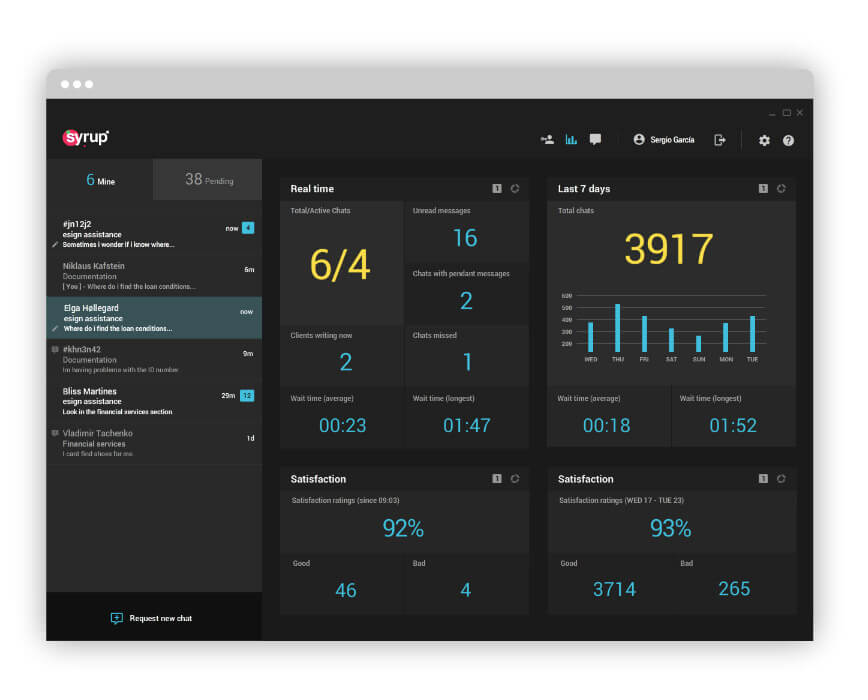 syrup
Sergio García
6 Mine
38 Pending
#jn12j2
esign assistance
Sometimes I wonder if I know where...
now 4
Niklaus Kafstein
Documentation
[ You ] - Where do i find the loan conditions...
6m
Elga Høllegard
esign assistance
Where do i find the loan conditions...
now
#khn3n42
Documentation
Im having problems with the ID number
9m
Bliss Martines
esign assistance
Look in the financial services section
29m 12
Vladimir Tachenko
Financial services
I cant find shoes for me
1d
Request new chat
Real time
1
Total/Active Chats
6/4
Unread messages
16
Chats with pendant messages
2
Clients writing now
2
Chats missed
1
Wait time (average)
00:23
Wait time (longest)
01:47
Last 7 days
1
Total chats
3917
600
500
400
300
200
WED THU FRI SAT SUN MON TUE
Wait time (average)
00:18
Wait time (longest)
01:52
Satisfaction
1
Satisfaction ratings (since 09:03)
92%
Good
46
Bad
4
Satisfaction
1
Satisfaction ratings (WED 17 - TUE 23)
93%
Good
3714
Bad
265